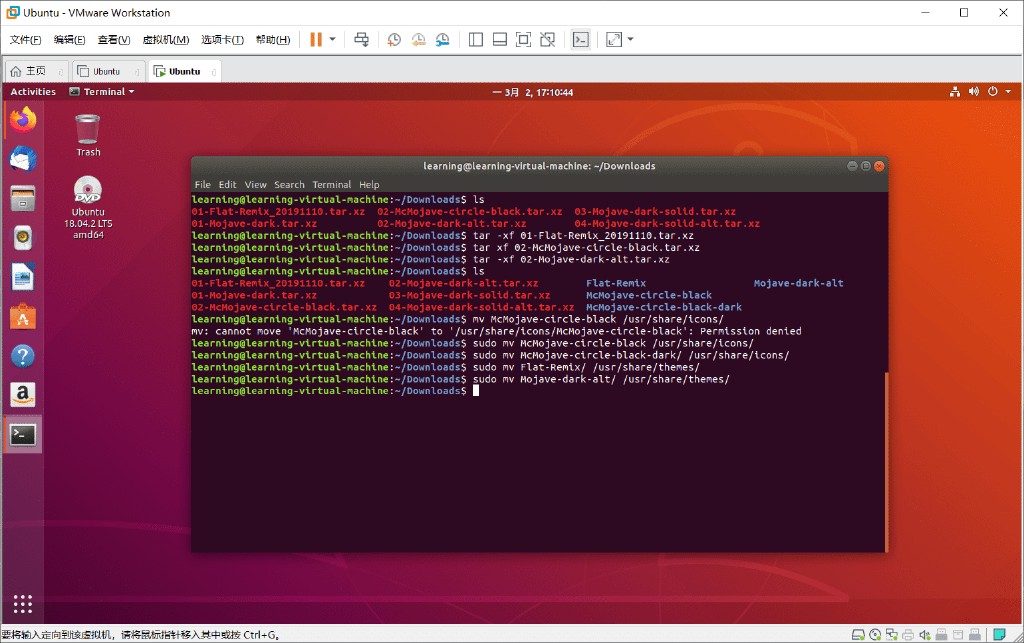 Ubuntu - VMware Workstation
文件(F) 编辑(E) 查看(V) 虚拟机(M) 选项卡(T) 帮助(H)
主页 Ubuntu Ubuntu
Activities Terminal 一 3月 2, 17:10:44
Trash
Ubuntu
18.04.2 LTS
amd64
learning@learning-virtual-machine: ~/Downloads
File Edit View Search Terminal Help
learning@learning-virtual-machine:~/Downloads$ ls
01-Flat-Remix_20191110.tar.xz 02-McMojave-circle-black.tar.xz 03-Mojave-dark-solid.tar.xz
01-Mojave-dark.tar.xz 02-Mojave-dark-alt.tar.xz 04-Mojave-dark-solid-alt.tar.xz
learning@learning-virtual-machine:~/Downloads$ tar -xf 01-Flat-Remix_20191110.tar.xz
learning@learning-virtual-machine:~/Downloads$ tar xf 02-McMojave-circle-black.tar.xz
learning@learning-virtual-machine:~/Downloads$ tar -xf 02-Mojave-dark-alt.tar.xz
learning@learning-virtual-machine:~/Downloads$ ls
01-Flat-Remix_20191110.tar.xz 02-Mojave-dark-alt.tar.xz Flat-Remix Mojave-dark-alt
01-Mojave-dark.tar.xz 03-Mojave-dark-solid.tar.xz McMojave-circle-black
02-McMojave-circle-black.tar.xz 04-Mojave-dark-solid-alt.tar.xz McMojave-circle-black-dark
learning@learning-virtual-machine:~/Downloads$ mv McMojave-circle-black /usr/share/icons/
mv: cannot move 'McMojave-circle-black' to '/usr/share/icons/McMojave-circle-black': Permission denied
learning@learning-virtual-machine:~/Downloads$ sudo mv McMojave-circle-black /usr/share/icons/
learning@learning-virtual-machine:~/Downloads$ sudo mv McMojave-circle-black-dark/ /usr/share/icons/
learning@learning-virtual-machine:~/Downloads$ sudo mv Flat-Remix/ /usr/share/themes/
learning@learning-virtual-machine:~/Downloads$ sudo mv Mojave-dark-alt/ /usr/share/themes/
learning@learning-virtual-machine:~/Downloads$
要将输入定向到该虚拟机，请将鼠标指针移入其中或按 Ctrl+G。